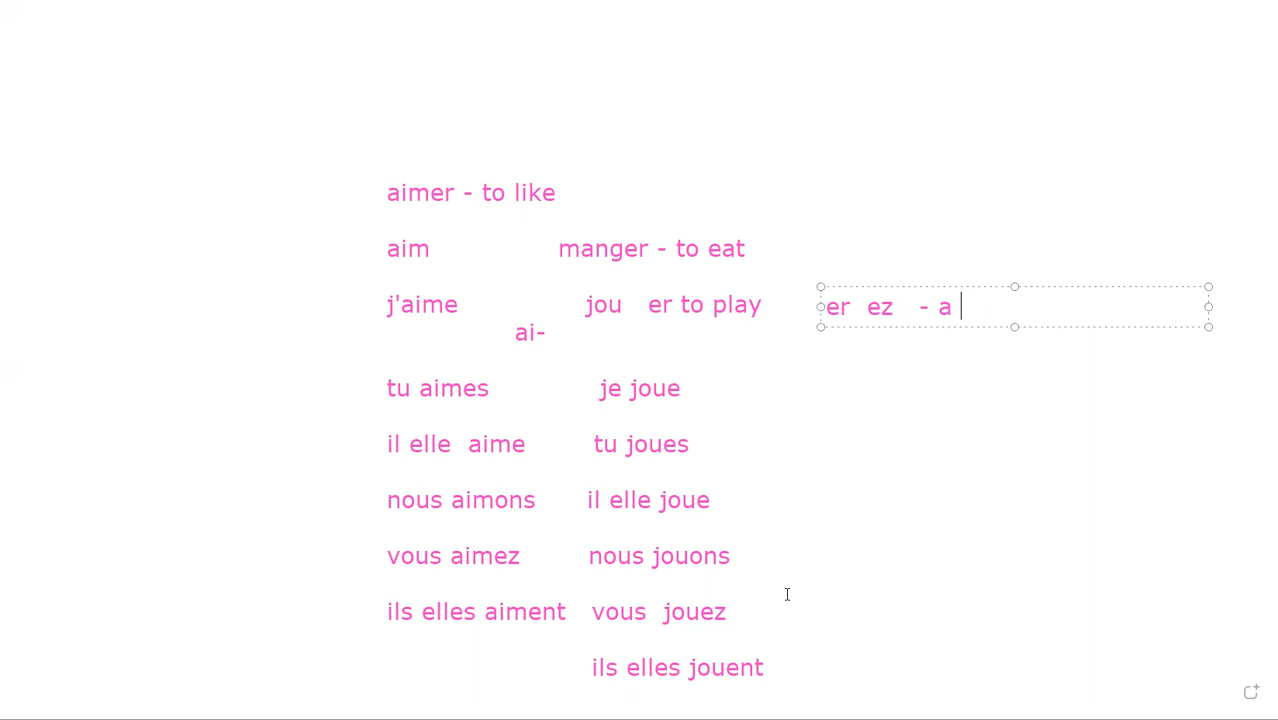 aimer - to like
aim manger - to eat
j'aime jou er to play er ez - a
ai-
tu aimes je joue
il elle aime tu joues
nous aimons il elle joue
vous aimez nous jouons
ils elles aiment vous jouez
ils elles jouent